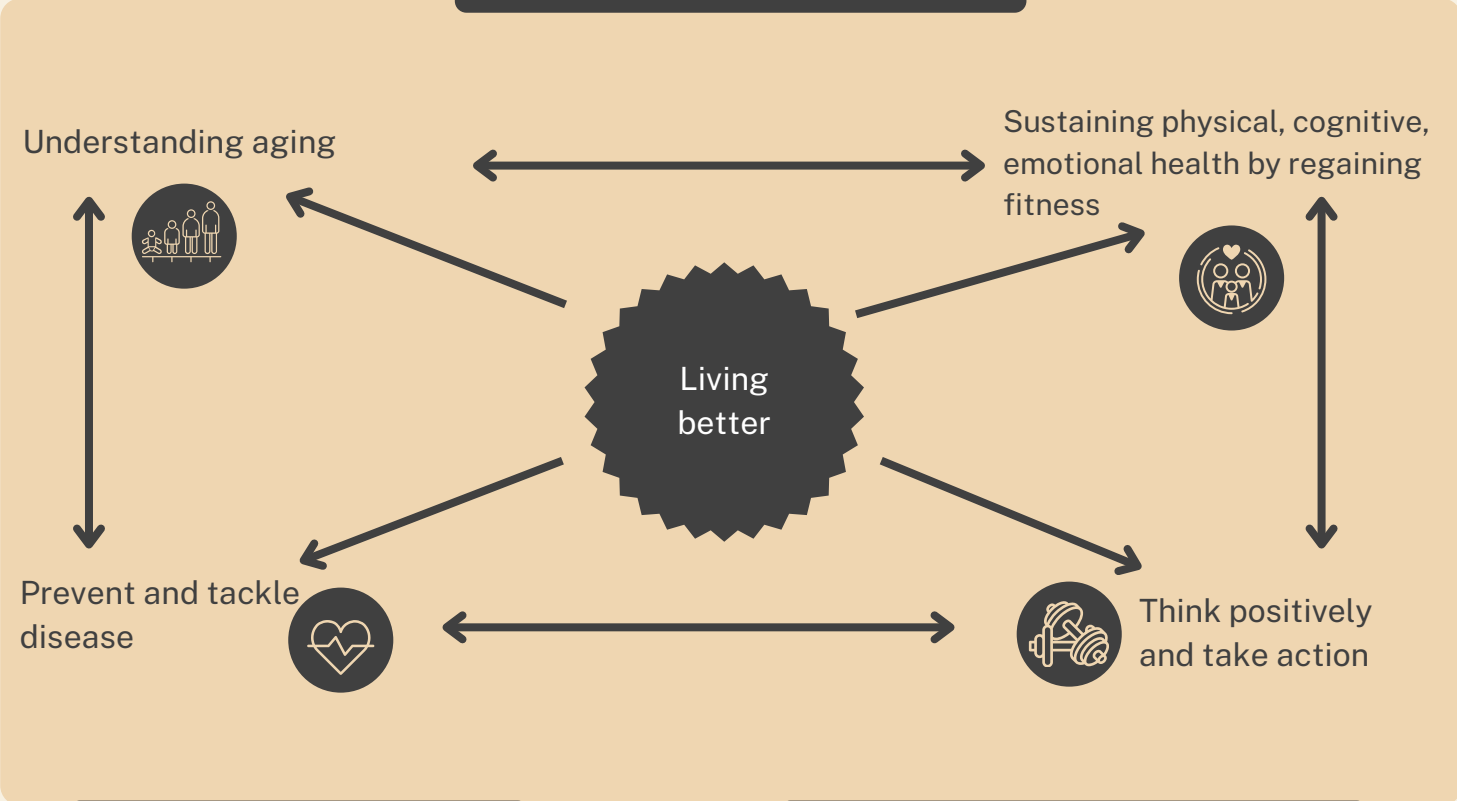 Understanding aging
Sustaining physical, cognitive,
emotional health by regaining
fitness
Living
better
Prevent and tackle
disease
Think positively
and take action